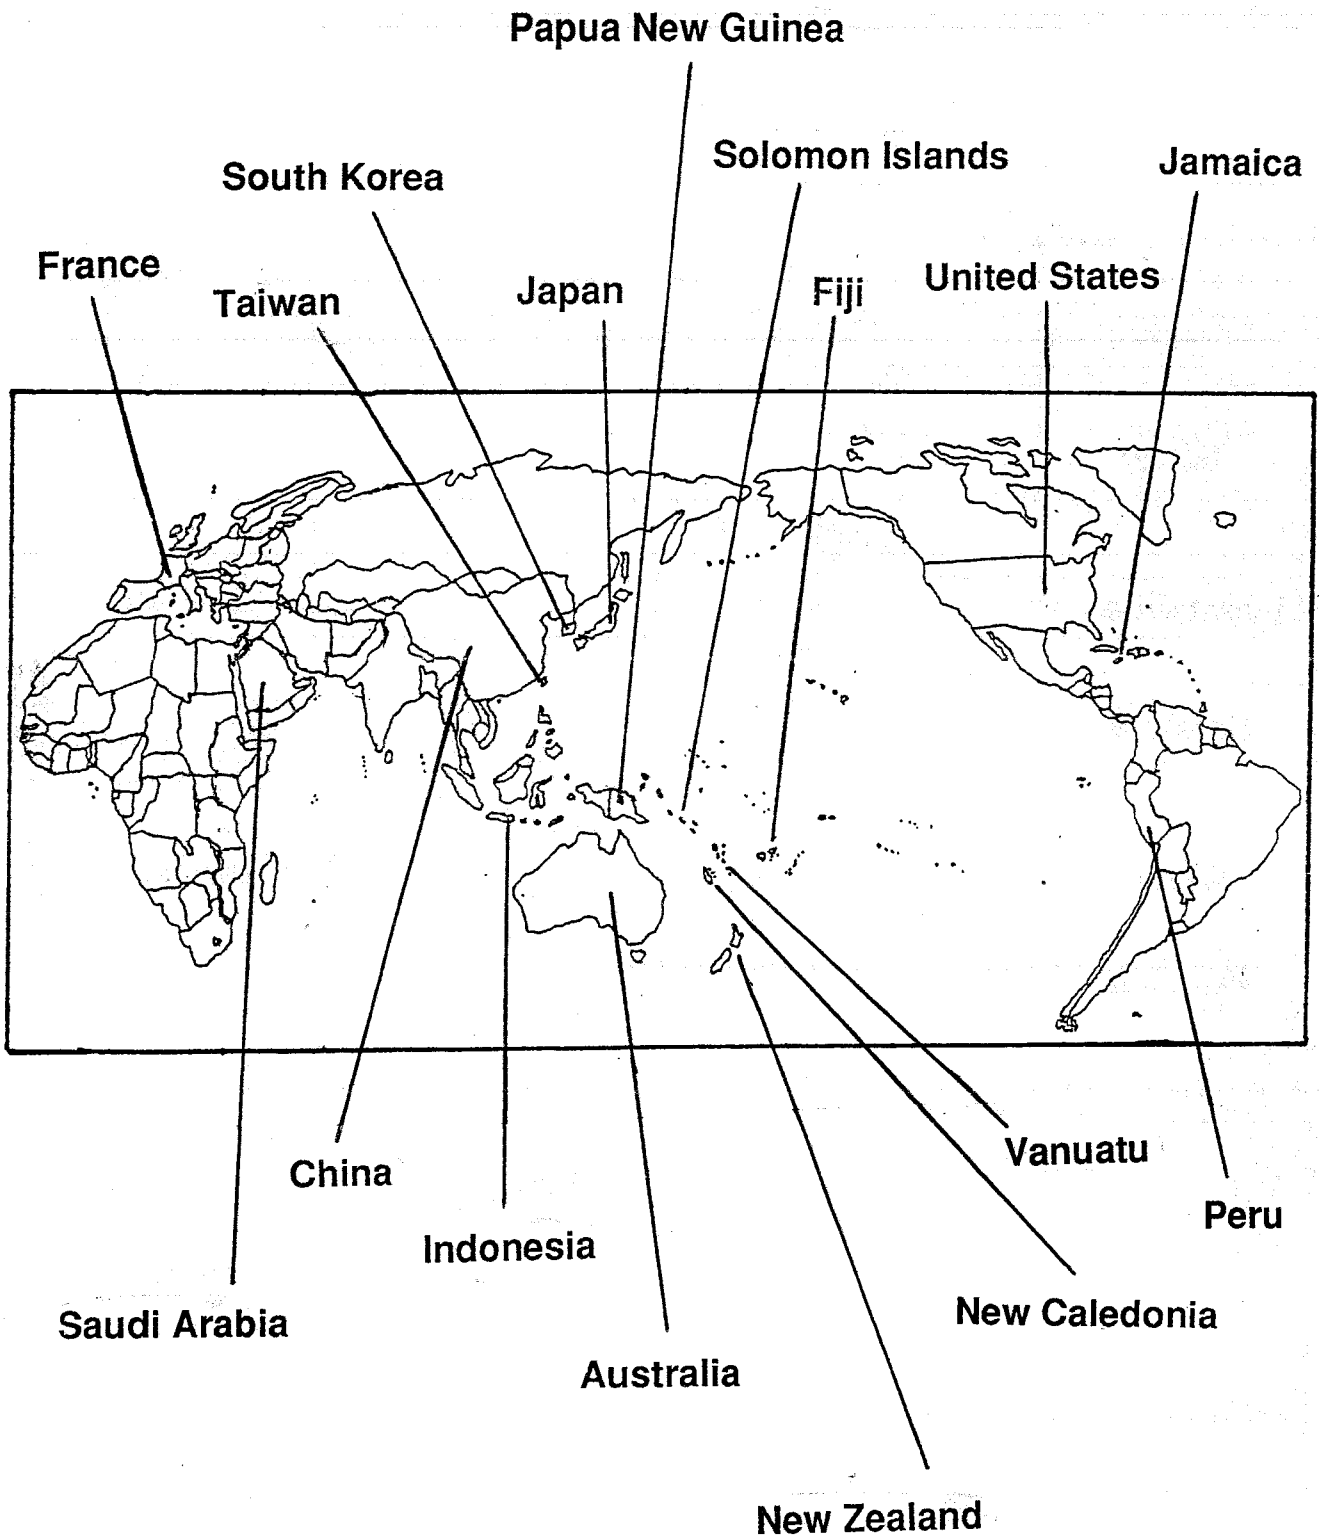 Papua New Guinea
Solomon Islands
Jamaica
South Korea
France
Taiwan
Japan
Fiji
United States
China
Vanuatu
Peru
Indonesia
Saudi Arabia
New Caledonia
Australia
New Zealand